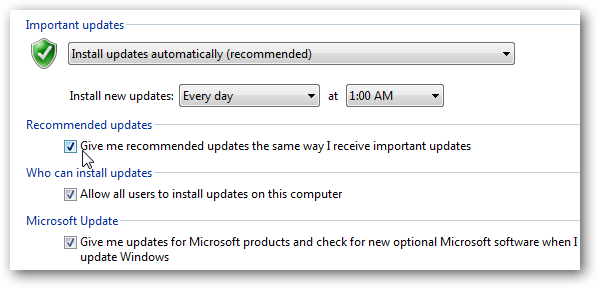 Important updates
Install updates automatically (recommended)
Install new updates: Every day at 1:00 AM
Recommended updates
Give me recommended updates the same way I receive important updates
Who can install updates
Allow all users to install updates on this computer
Microsoft Update
Give me updates for Microsoft products and check for new optional Microsoft software when I
update Windows